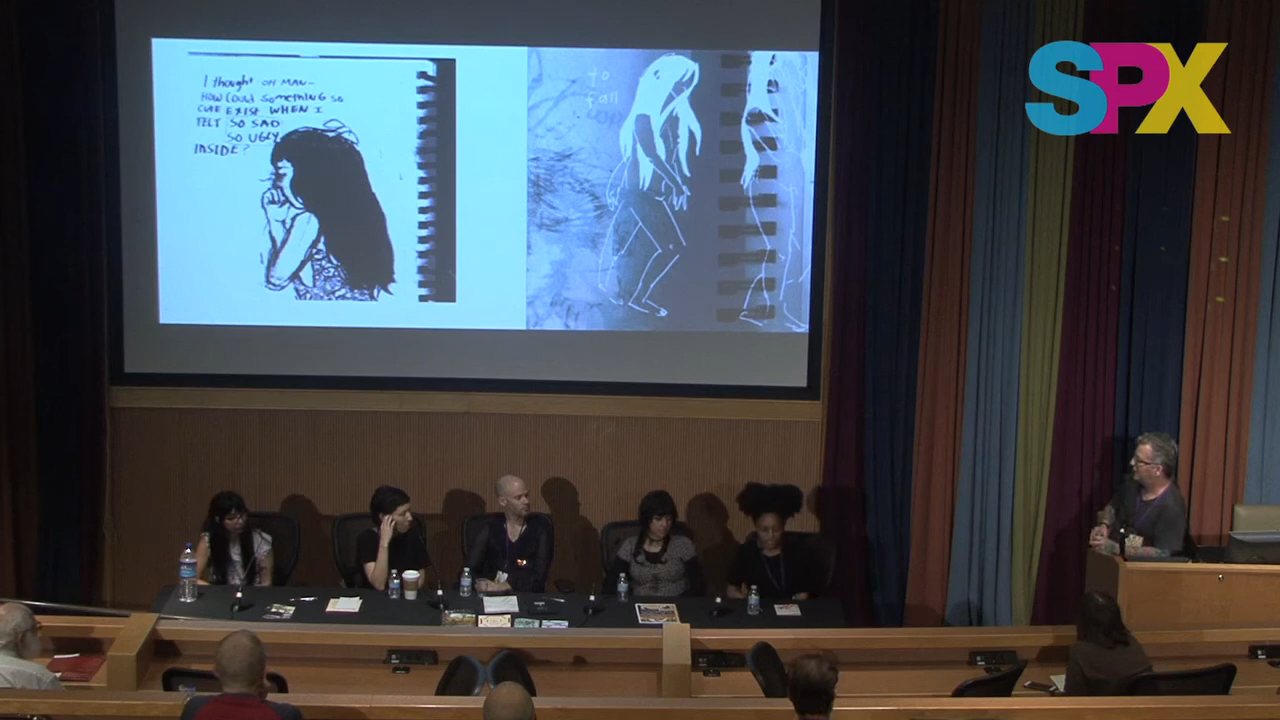 I thought OH MAN-
HOW COULD SOMETHING SO
CUTE EXIST WHEN I
FELT SO SAD
SO UGLY
INSIDE?
to
fall
SPX